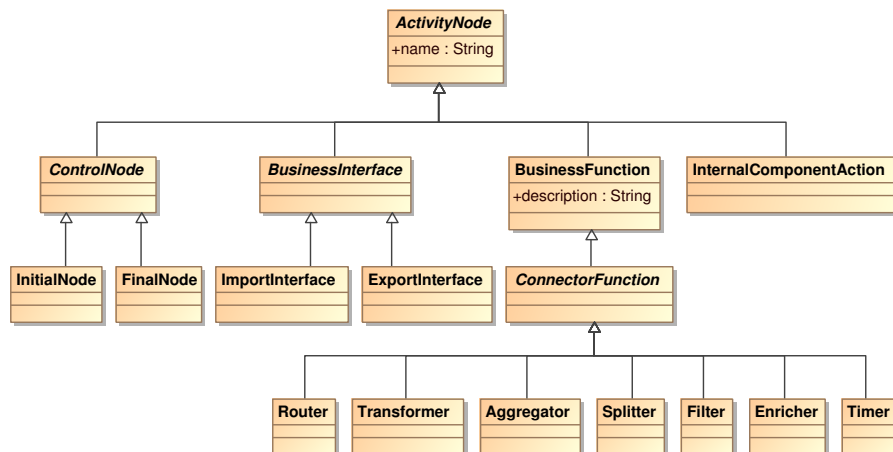 ActivityNode
+name : String
ControlNode
BusinessInterface
BusinessFunction
+description : String
InternalComponentAction
InitialNode
FinalNode
ImportInterface
ExportInterface
ConnectorFunction
Router
Transformer
Aggregator
Splitter
Filter
Enricher
Timer